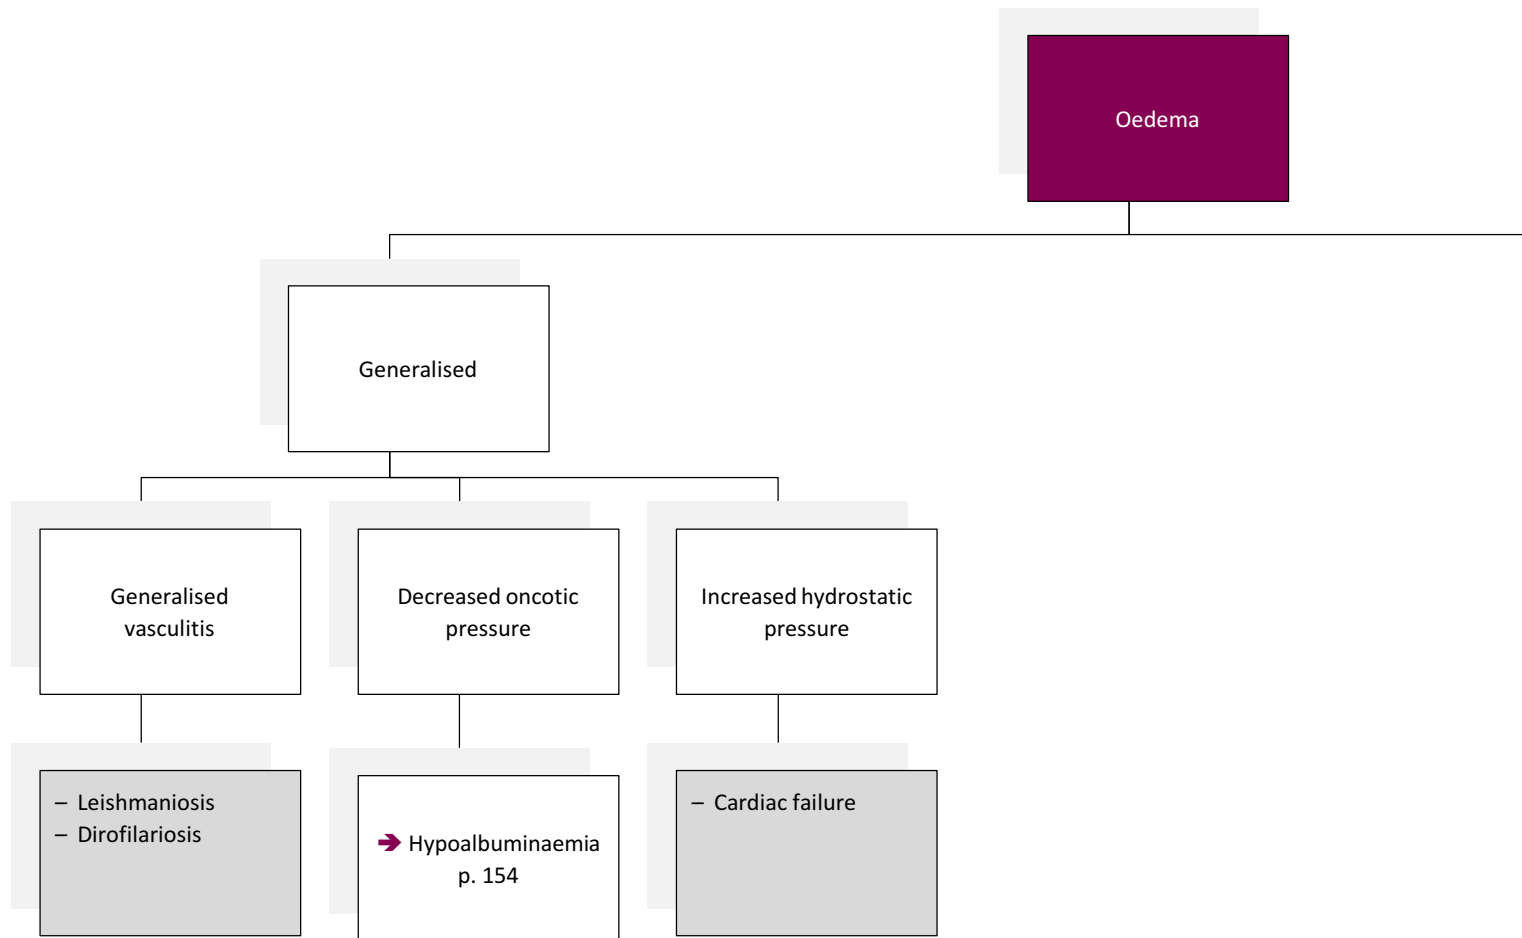 Oedema
Generalised
Generalised
vasculitis
Decreased oncotic
pressure
Increased hydrostatic
pressure
– Leishmaniosis
– Dirofilariosis
➔ Hypoalbuminaemia
p. 154
– Cardiac failure